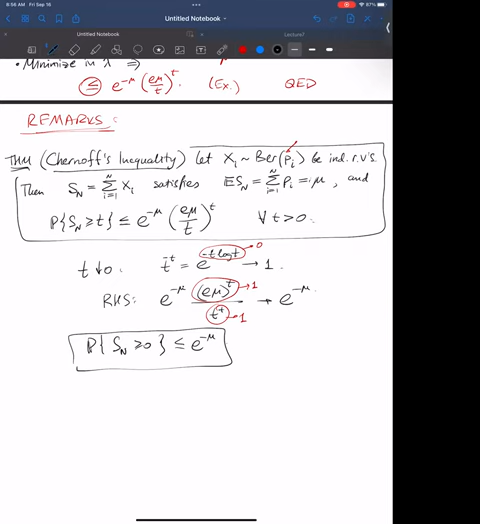 8:56 AM Fri Sep 16
87%
Untitled Notebook
Untitled Notebook
Lecture7
• Minimize in λ ⇒
≤ e^{-μ} (eμ/t)^t. (Ex.) QED
REMARKS :
THM (Chernoff's Inequality) Let X_i ~ Ber(P_i) be ind. r.v's.
Then S_N = Σ_{i=1}^N X_i satisfies 𝔼S_N = Σ_{i=1}^N P_i =: μ, and
ℙ{S_N ≥ t} ≤ e^{-μ} (eμ/t)^t ∀ t > 0.
t ↓ 0. t^{-t} = e^{-t log t} → 1. → 0
RHS: e^{-μ} (eμ)^t / t^t → e^{-μ}. → 1 → 1
ℙ{S_N ≥ 0} ≤ e^{-μ}